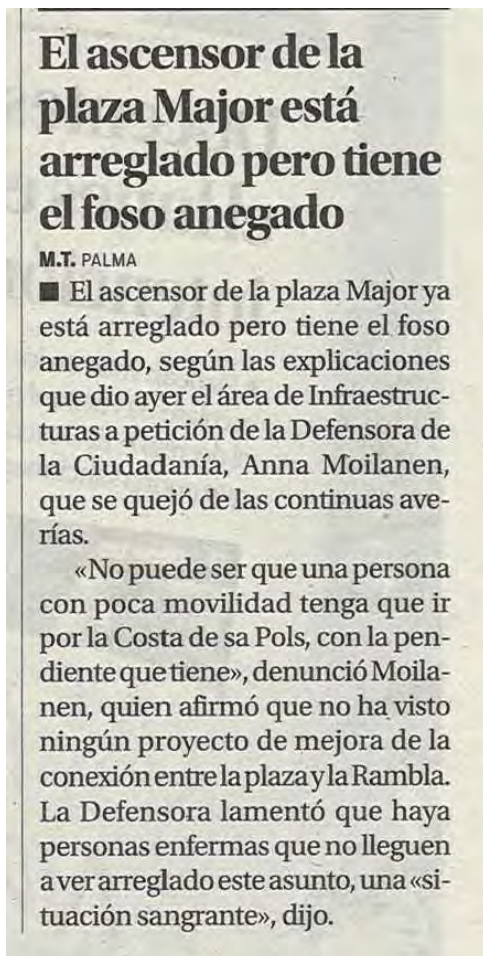 El ascensor de la
plaza Major está
arreglado pero tiene
el foso anegado
M.T. PALMA
■ El ascensor de la plaza Major ya
está arreglado pero tiene el foso
anegado, según las explicaciones
que dio ayer el área de Infraestruc-
turas a petición de la Defensora de
la Ciudadanía, Anna Moilanen,
que se quejó de las continuas ave-
rías.
«No puede ser que una persona
con poca movilidad tenga que ir
por la Costa de sa Pols, con la pen-
diente que tiene», denunció Moila-
nen, quien afirmó que no ha visto
ningún proyecto de mejora de la
conexión entre la plaza y la Rambla.
La Defensora lamentó que haya
personas enfermas que no lleguen
a ver arreglado este asunto, una «si-
tuación sangrante», dijo.